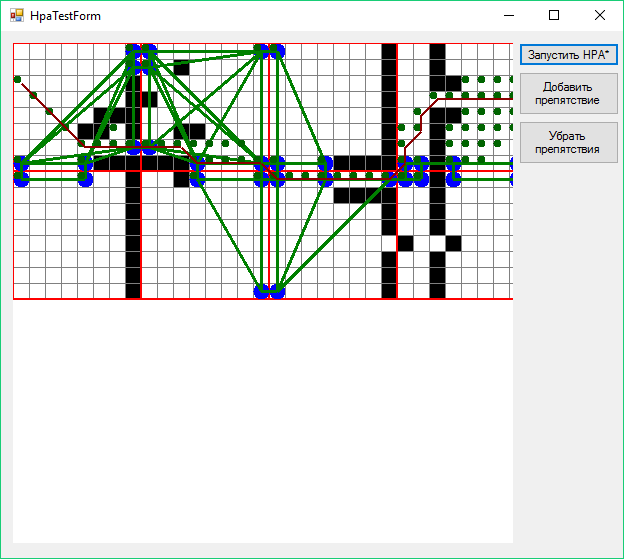 HpaTestForm
Запустить HPA*
Добавить
препятствие
Убрать
препятствия